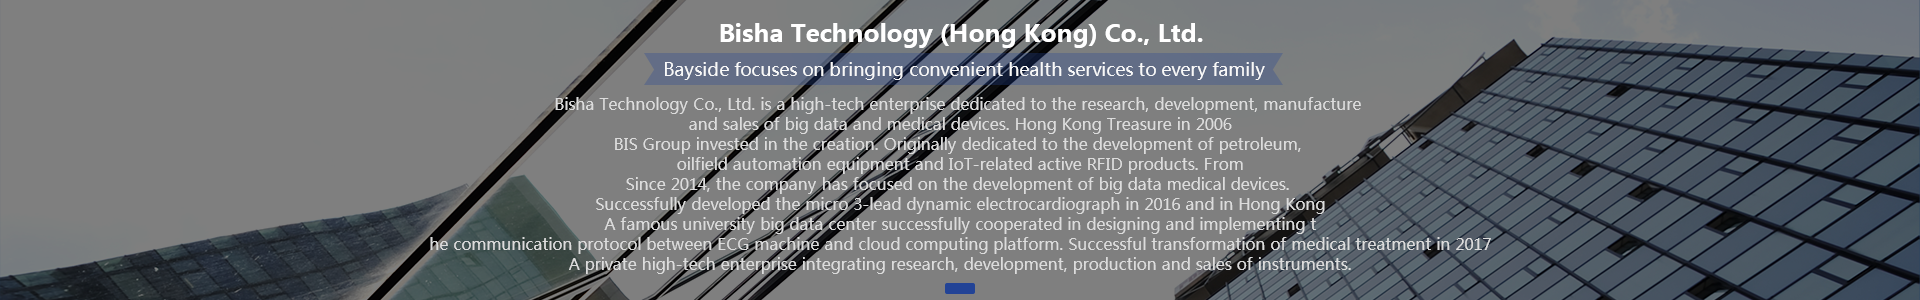 Bisha Technology (Hong Kong) Co., Ltd.
Bayside focuses on bringing convenient health services to every family
Bisha Technology Co., Ltd. is a high-tech enterprise dedicated to the research, development, manufacture
and sales of big data and medical devices. Hong Kong Treasure in 2006
BIS Group invested in the creation. Originally dedicated to the development of petroleum,
oilfield automation equipment and IoT-related active RFID products. From
Since 2014, the company has focused on the development of big data medical devices.
Successfully developed the micro 3-lead dynamic electrocardiograph in 2016 and in Hong Kong
A famous university big data center successfully cooperated in designing and implementing t
he communication protocol between ECG machine and cloud computing platform. Successful transformation of medical treatment in 2017
A private high-tech enterprise integrating research, development, production and sales of instruments.